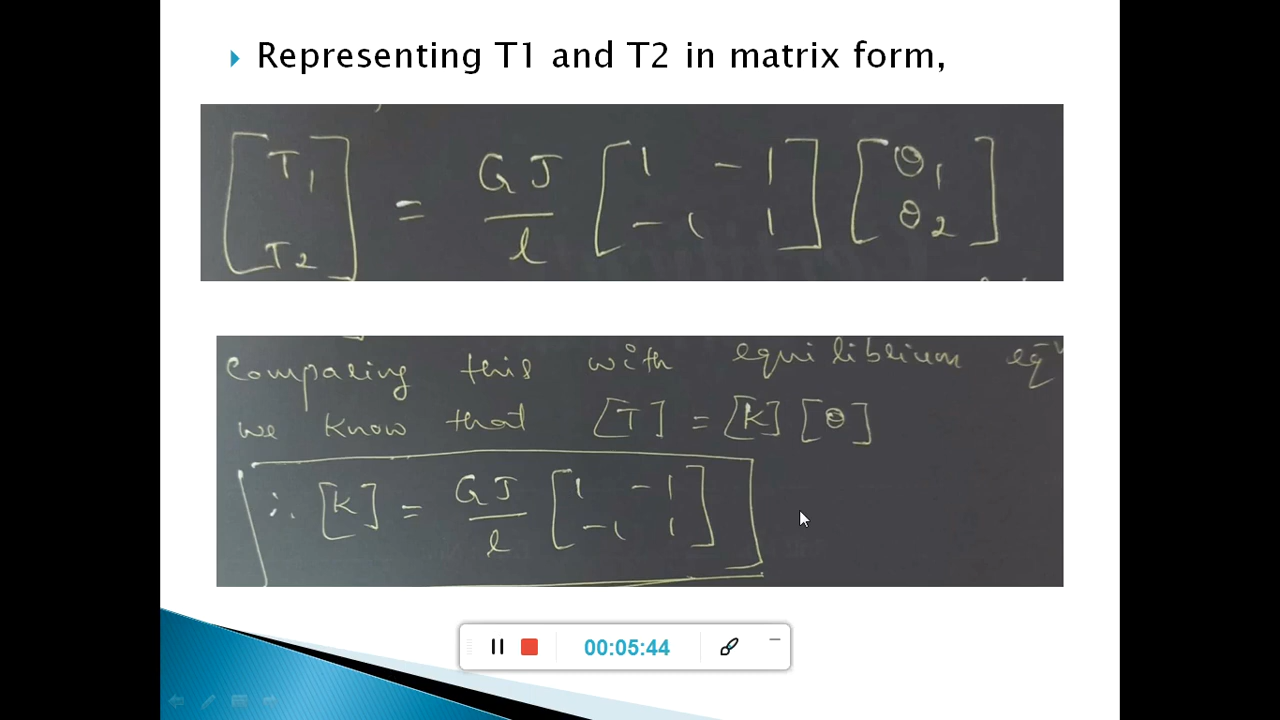 Representing T1 and T2 in matrix form,
[T1 T2] = GJ/l [1 -1 -1 1] [θ1 θ2]
Comparing this with equilibrium eqn
we know that [T] = [K] [θ]
∴ [K] = GJ/l [1 -1 -1 1]
00:05:44